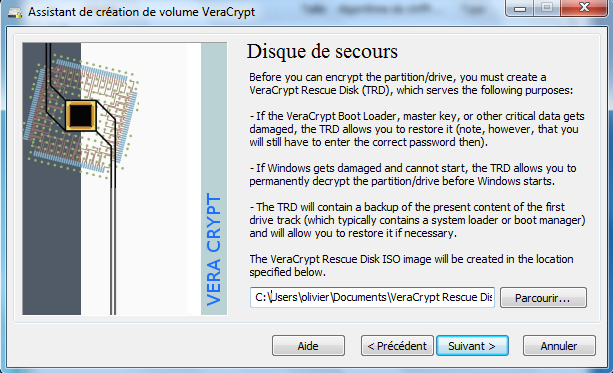 Assistant de création de volume VeraCrypt
Disque de secours
Before you can encrypt the partition/drive, you must create a
VeraCrypt Rescue Disk (TRD), which serves the following purposes:
- If the VeraCrypt Boot Loader, master key, or other critical data gets
damaged, the TRD allows you to restore it (note, however, that you
will still have to enter the correct password then).
- If Windows gets damaged and cannot start, the TRD allows you to
permanently decrypt the partition/drive before Windows starts.
- The TRD will contain a backup of the present content of the first
drive track (which typically contains a system loader or boot manager)
and will allow you to restore it if necessary.
The VeraCrypt Rescue Disk ISO image will be created in the location
specified below.
C:\Users\olivier\Documents\VeraCrypt Rescue Dis
Parcourir...
VERA CRYPT
Aide
< Précédent
Suivant >
Annuler